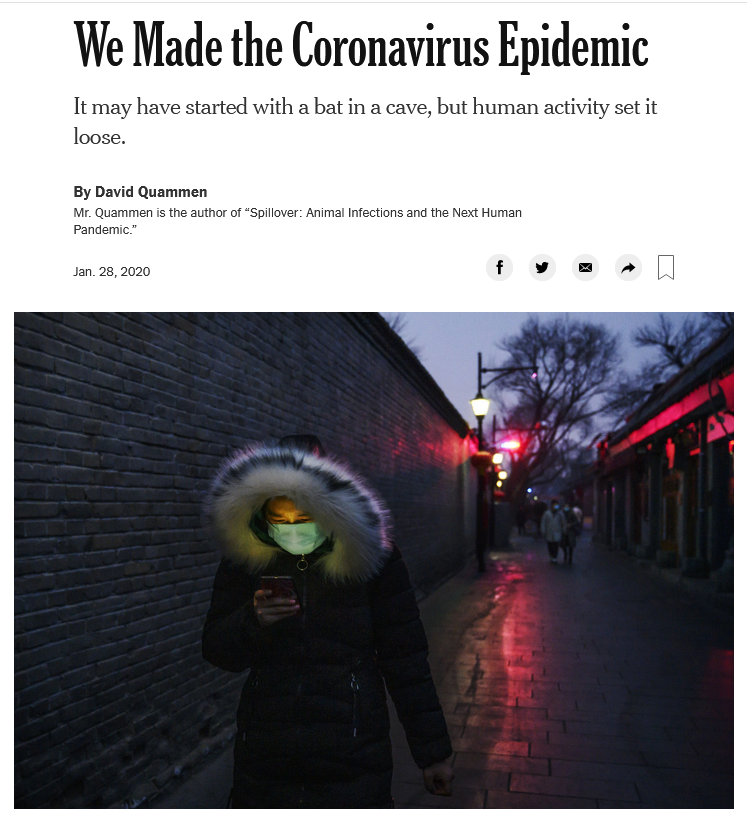 We Made the Coronavirus Epidemic
It may have started with a bat in a cave, but human activity set it
loose.
By David Quammen
Mr. Quammen is the author of “Spillover: Animal Infections and the Next Human
Pandemic.”
Jan. 28, 2020